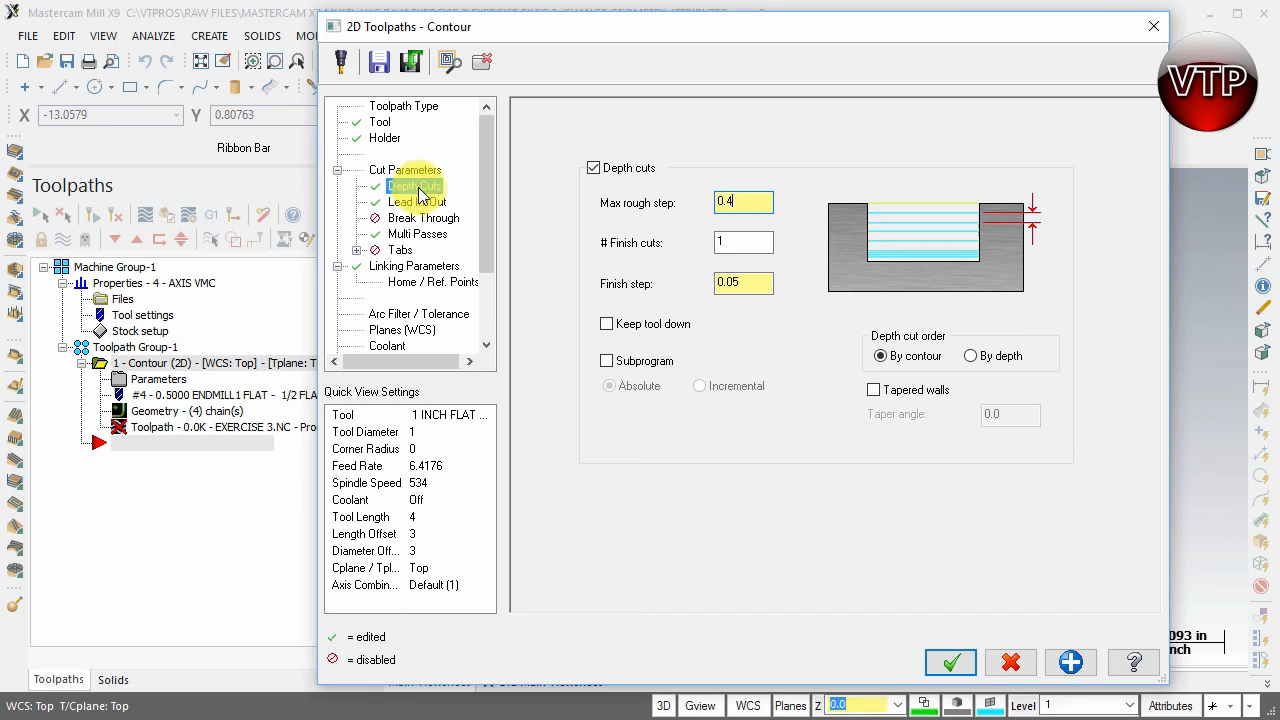 Mastercam Mill X9
2D Toolpaths - Contour
FILE EDIT VIEW ANALYZE CREATE SOLIDS
VTP
X -13.0579 Y 0.80763
Ribbon Bar
Toolpaths
Machine Group-1
Properties - 4 - AXIS VMC
Files
Tool settings
Stock setup
Toolpath Group-1
1 - Contour (2D) - [WCS: Top] - [Tplane: T
Parameters
#4 - 0.5000 ENDMILL1 FLAT - 1/2 FLA
Geometry - (4) chain(s)
Toolpath - 0.0K - EXERCISE 3.NC - Pro
Toolpaths Solids
Toolpath Type
Tool
Holder
Cut Parameters
Depth Cuts
Lead In/Out
Break Through
Multi Passes
Tabs
Linking Parameters
Home / Ref. Points
Arc Filter / Tolerance
Planes (WCS)
Coolant
Quick View Settings
Tool 1 INCH FLAT ...
Tool Diameter 1
Corner Radius 0
Feed Rate 6.4176
Spindle Speed 534
Coolant Off
Tool Length 4
Length Offset 3
Diameter Off... 3
Cplane / Tpl... Top
Axis Combin... Default (1)
= edited
= disabled
Depth cuts
Max rough step: 0.4
# Finish cuts: 1
Finish step: 0.05
Keep tool down
Subprogram
Absolute Incremental
Depth cut order
By contour By depth
Tapered walls
Taper angle: 0.0
093 in
nch
WCS: Top T/Cplane: Top
3D Gview WCS Planes Z 0.0 Level 1 Attributes